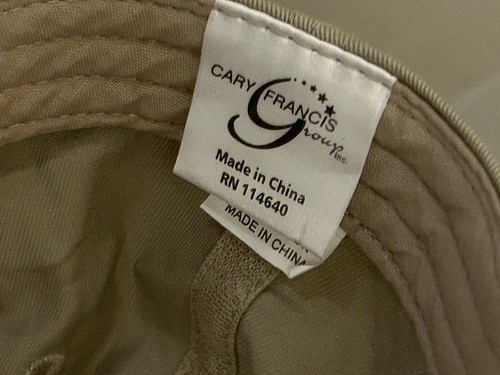 CARY FRANCIS
Group Inc.
Made in China
RN 114640
MADE IN CHINA